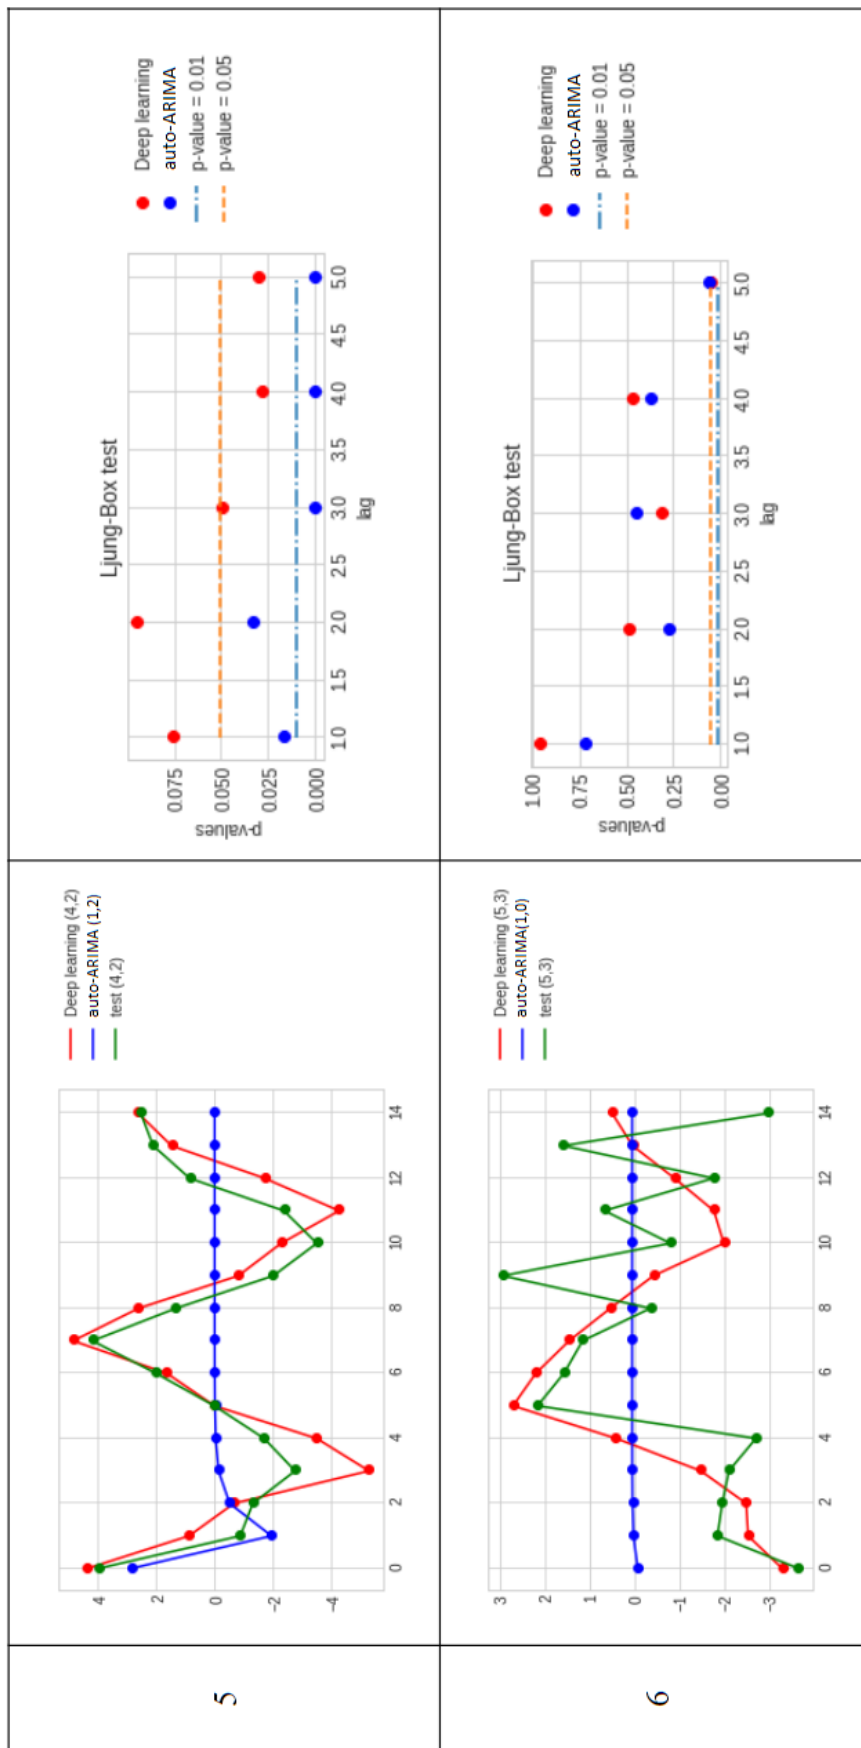 5
4
2
0
−2
−4
0
2
4
6
8
10
12
14
Deep learning (4,2)
auto-ARIMA (1,2)
test (4,2)
Ljung-Box test
p-values
0.075
0.050
0.025
0.000
1.0
1.5
2.0
2.5
3.0
3.5
4.0
4.5
5.0
lag
Deep learning
auto-ARIMA
p-value = 0.01
p-value = 0.05
6
3
2
1
0
−1
−2
−3
0
2
4
6
8
10
12
14
Deep learning (5,3)
auto-ARIMA(1,0)
test (5,3)
Ljung-Box test
p-values
1.00
0.75
0.50
0.25
0.00
1.0
1.5
2.0
2.5
3.0
3.5
4.0
4.5
5.0
lag
Deep learning
auto-ARIMA
p-value = 0.01
p-value = 0.05